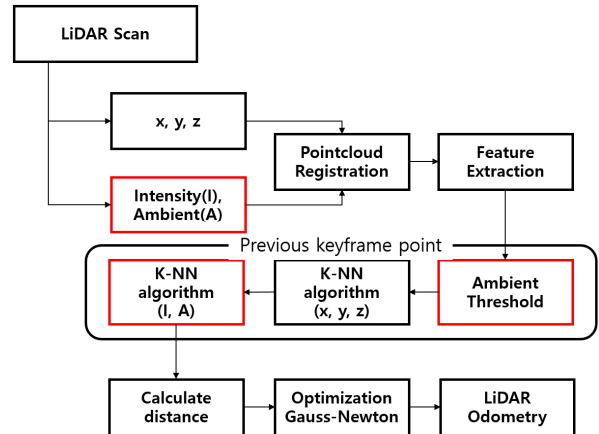 LiDAR Scan
x, y, z
Intensity(I),
Ambient(A)
Pointcloud
Registration
Feature
Extraction
Previous keyframe point
K-NN
algorithm
(I, A)
K-NN
algorithm
(x, y, z)
Ambient
Threshold
Calculate
distance
Optimization
Gauss-Newton
LiDAR
Odometry